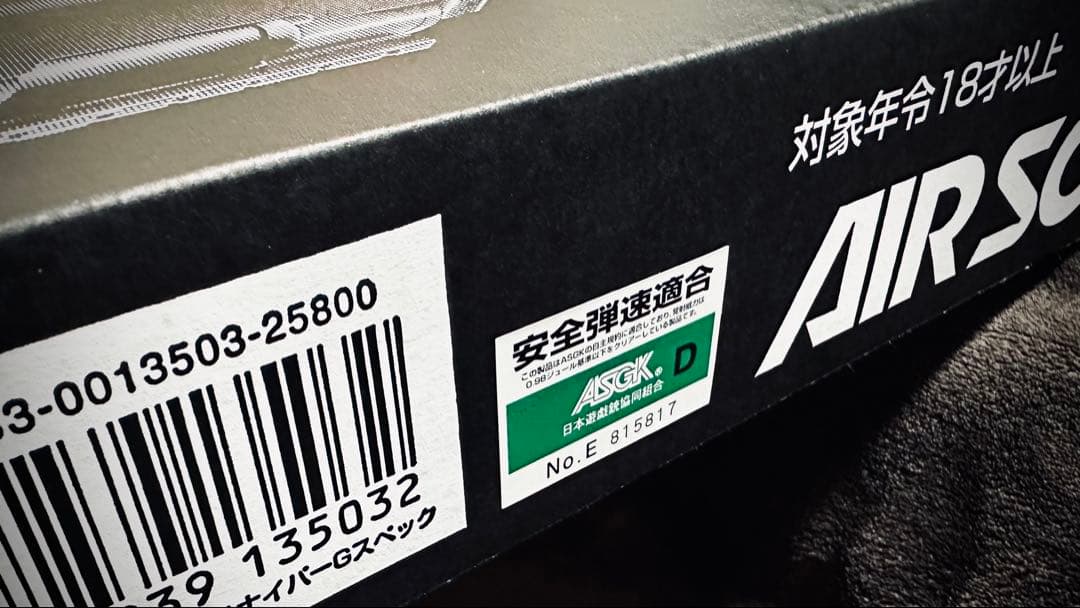 対象年令18才以上
AIR SO
3-0013503-25800
39 135032
ナイパーGスペック
安全弾速適合
この製品はASGKの自主規約に適合しており、発射威力は
0.98ジュール基準以下をクリアーしている製品です。
ASGK® D
日本遊戯銃協同組合
No.E 815817